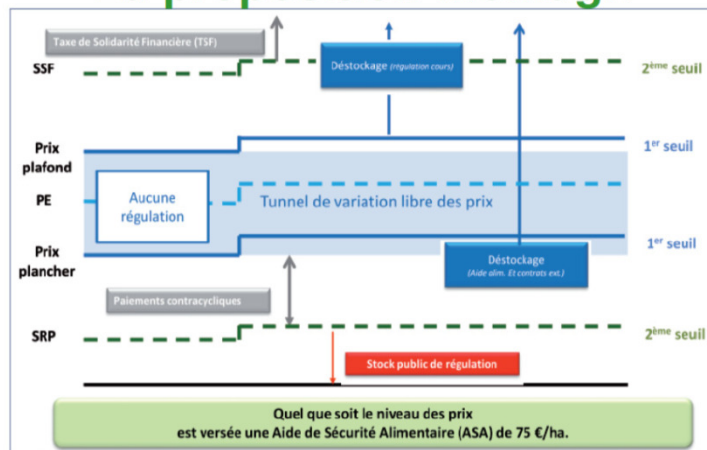 Taxe de Solidarité Financière (TSF)
SSF
Déstockage (régulation cours)
2ème seuil
Prix
plafond
1er seuil
PE
Aucune
régulation
Tunnel de variation libre des prix
Prix
plancher
1er seuil
Déstockage
(Aide alim. Et contrats ext.)
Paiements contracycliques
SRP
2ème seuil
Stock public de régulation
Quel que soit le niveau des prix
est versée une Aide de Sécurité Alimentaire (ASA) de 75 €/ha.